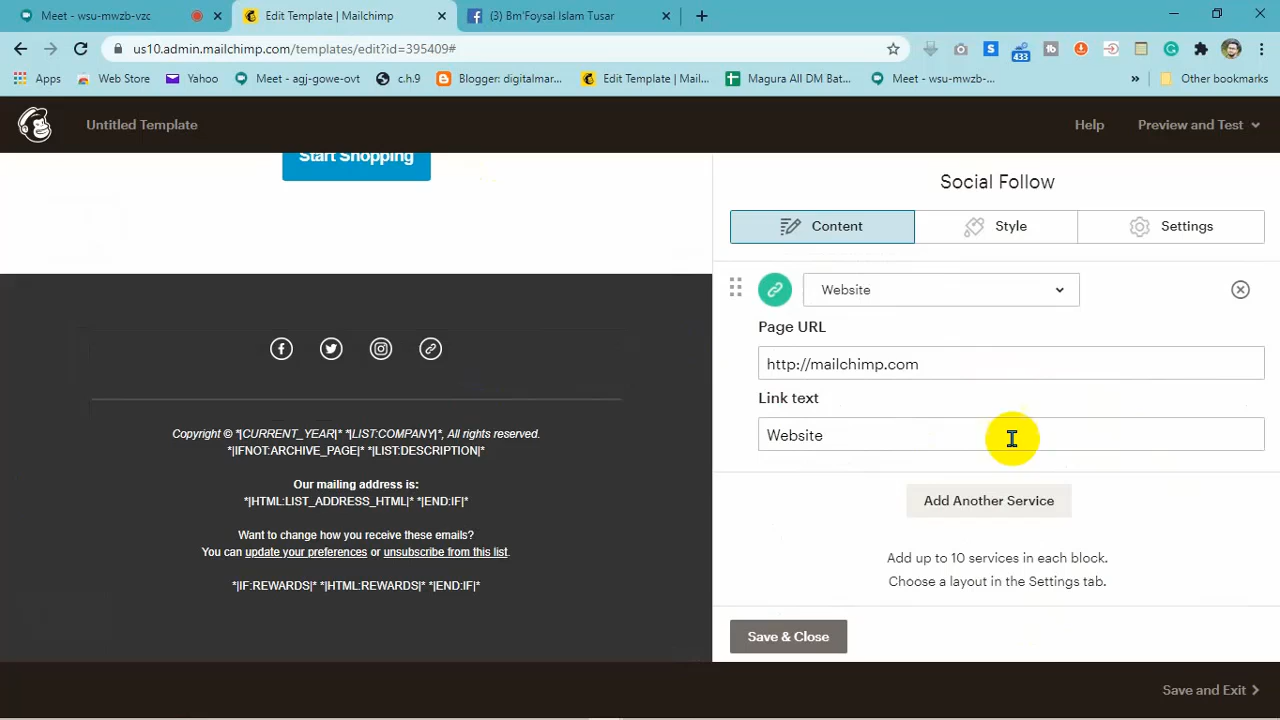 Meet - wsu-mwzb-vzc
Edit Template | Mailchimp
(3) Bm'Foysal Islam Tusar
us10.admin.mailchimp.com/templates/edit?id=395409#
Apps
Web Store
Yahoo
Meet - agj-gowe-ovt
c.h.9
Blogger: digitalmar...
Edit Template | Mail...
Magura All DM Bat...
Meet - wsu-mwzb-...
»
Other bookmarks
Untitled Template
Help
Preview and Test
Start Shopping
Social Follow
Content
Style
Settings
Website
Page URL
http://mailchimp.com
Link text
Website
Add Another Service
Add up to 10 services in each block.
Choose a layout in the Settings tab.
Save & Close
Copyright © *|CURRENT_YEAR|* *|LIST:COMPANY|*, All rights reserved.
*|IFNOT:ARCHIVE_PAGE|* *|LIST:DESCRIPTION|*
Our mailing address is:
*|HTML:LIST_ADDRESS_HTML|* *|END:IF|*
Want to change how you receive these emails?
You can update your preferences or unsubscribe from this list.
*|IF:REWARDS|* *|HTML:REWARDS|* *|END:IF|*
Save and Exit